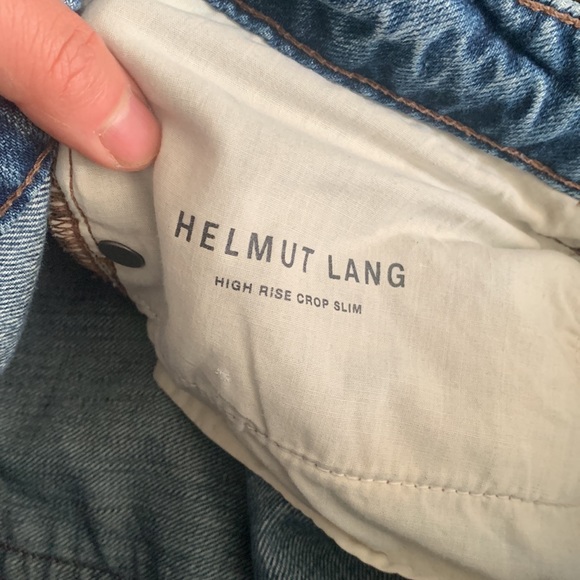 HELMUT LANG
HIGH RISE CROP SLIM